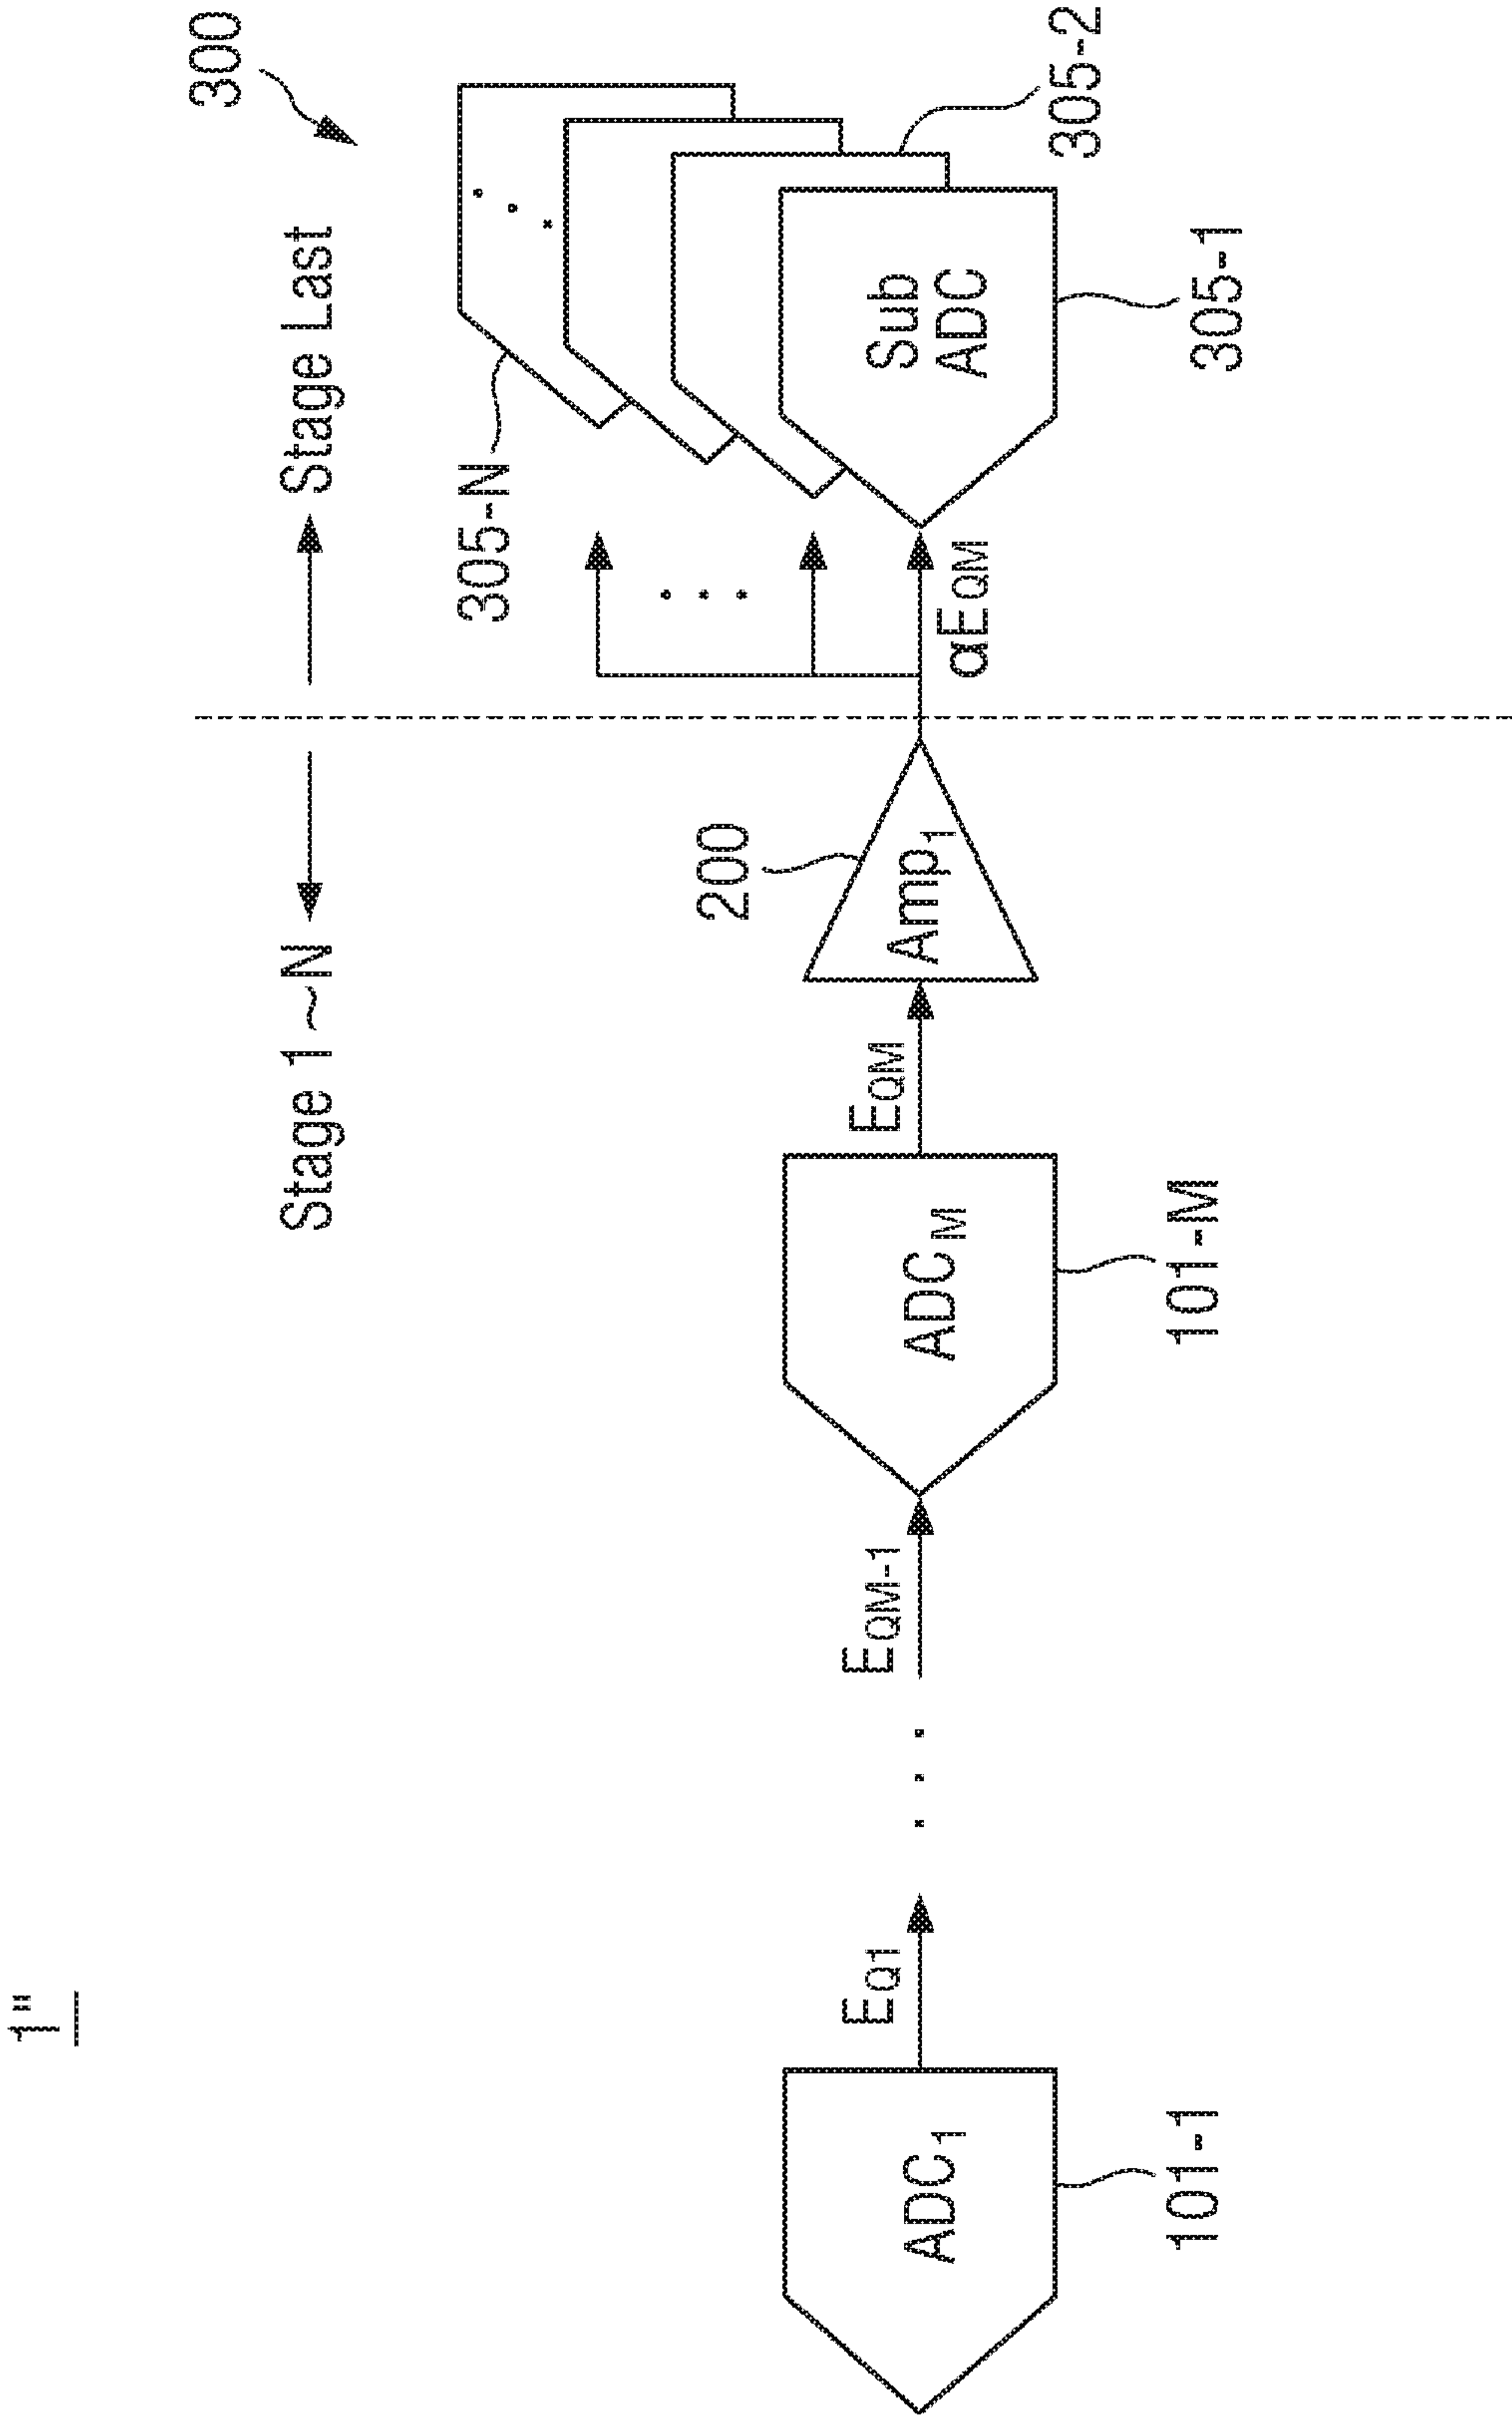 1"
Stage 1 ~ N
Stage Last
300
ADC1
101-1
EQ1
. . .
EQM-1
ADCM
101-M
EQM
Amp1
200
αEQM
. . .
305-N
. . .
Sub
ADC
305-1
305-2